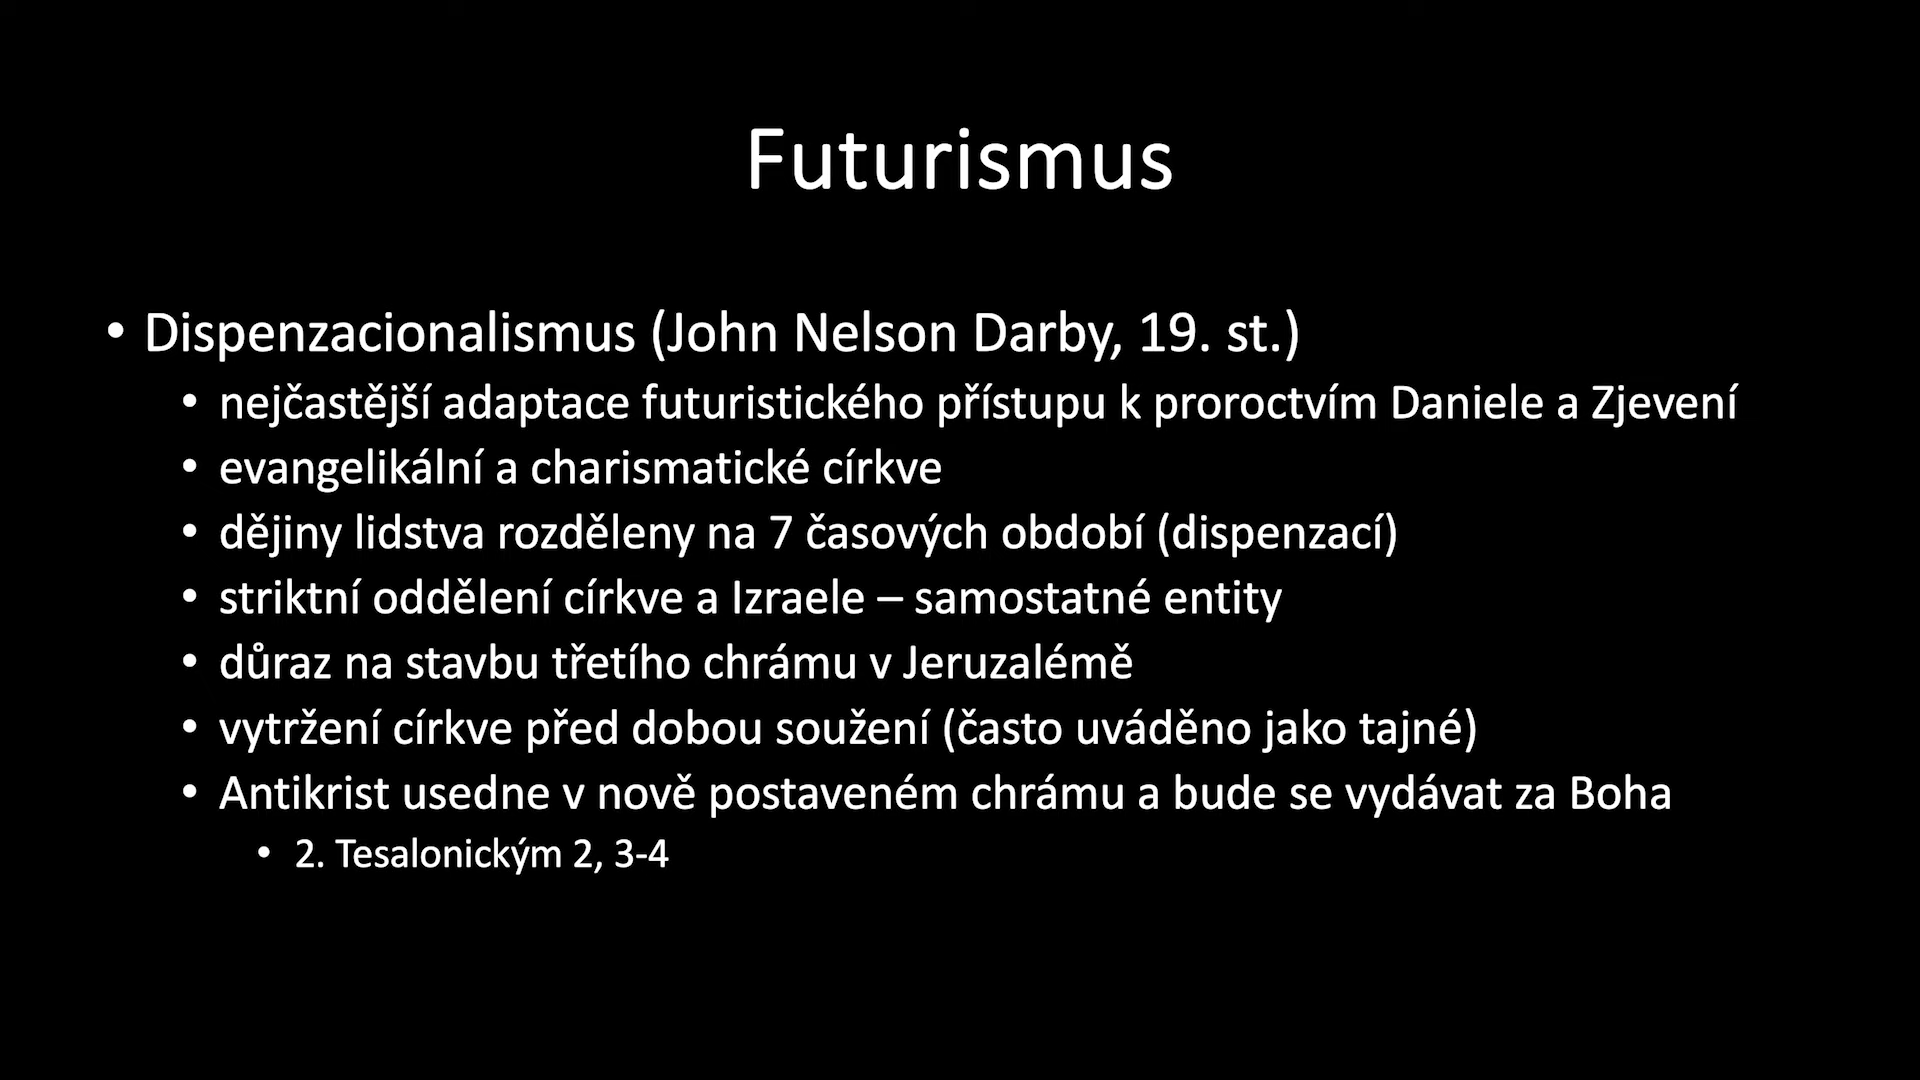 Futurismus
• Dispenzacionalismus (John Nelson Darby, 19. st.)
• nejčastější adaptace futuristického přístupu k proroctvím Daniele a Zjevení
• evangelikální a charismatické církve
• dějiny lidstva rozděleny na 7 časových období (dispenzací)
• striktní oddělení církve a Izraele – samostatné entity
• důraz na stavbu třetího chrámu v Jeruzalémě
• vytržení církve před dobou soužení (často uváděno jako tajné)
• Antikrist usedne v nově postaveném chrámu a bude se vydávat za Boha
• 2. Tesalonickým 2, 3-4